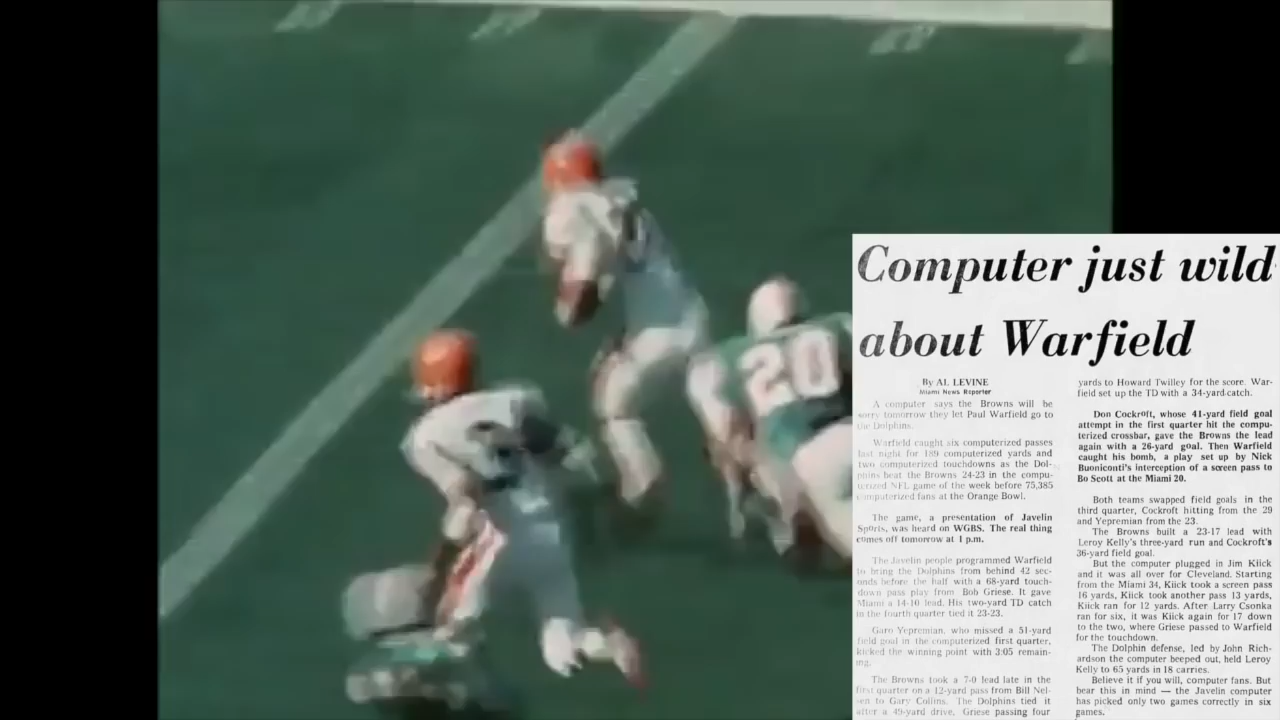 20
Computer just wild
about Warfield
By AL LEVINE
Miami News Reporter
A computer says the Browns will be
sorry tomorrow they let Paul Warfield go to
the Dolphins.
Warfield caught six computerized passes
last night for 189 computerized yards and
two computerized touchdowns as the Dol-
phins beat the Browns 24-23 in the compu-
terized NFL game of the week before 75,385
computerized fans at the Orange Bowl.
The game, a presentation of Javelin
Sports, was heard on WGBS. The real thing
comes off tomorrow at 1 p.m.
The Javelin people programmed Warfield
to bring the Dolphins from behind 42 sec-
onds before the half with a 68-yard touch-
down pass play from Bob Griese. It gave
Miami a 14-10 lead. His two-yard TD catch
in the fourth quarter tied it 23-23.
Garo Yepremian, who missed a 51-yard
field goal in the computerized first quarter,
kicked the winning point with 3:05 remain-
ing.
The Browns took a 7-0 lead late in the
first quarter on a 12-yard pass from Bill Nel-
sen to Gary Collins. The Dolphins tied it
after a 49-yard drive, Griese passing four
yards to Howard Twilley for the score. War-
field set up the TD with a 34-yard catch.
Don Cockroft, whose 41-yard field goal
attempt in the first quarter hit the compu-
terized crossbar, gave the Browns the lead
again with a 26-yard goal. Then Warfield
caught his bomb, a play set up by Nick
Buoniconti's interception of a screen pass to
Bo Scott at the Miami 20.
Both teams swapped field goals in the
third quarter, Cockroft hitting from the 29
and Yepremian from the 23.
The Browns built a 23-17 lead with
Leroy Kelly's three-yard run and Cockroft's
36-yard field goal.
But the computer plugged in Jim Kiick
and it was all over for Cleveland. Starting
from the Miami 34, Kiick took a screen pass
16 yards, Kiick took another pass 13 yards,
Kiick ran for 12 yards. After Larry Csonka
ran for six, it was Kiick again for 17 down
to the two, where Griese passed to Warfield
for the touchdown.
The Dolphin defense, led by John Rich-
ardson the computer beeped out, held Leroy
Kelly to 65 yards in 18 carries.
Believe it if you will, computer fans. But
bear this in mind — the Javelin computer
has picked only two games correctly in six
games.